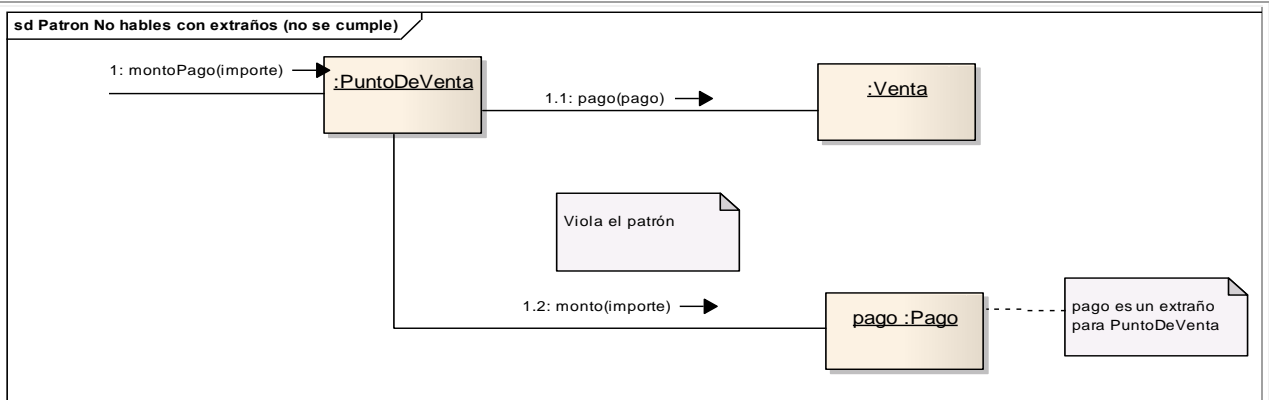 sd Patron No hables con extraños (no se cumple)
1: montoPago(importe)
:PuntoDeVenta
1.1: pago(pago)
:Venta
Viola el patrón
1.2: monto(importe)
pago :Pago
pago es un extraño
para PuntoDeVenta